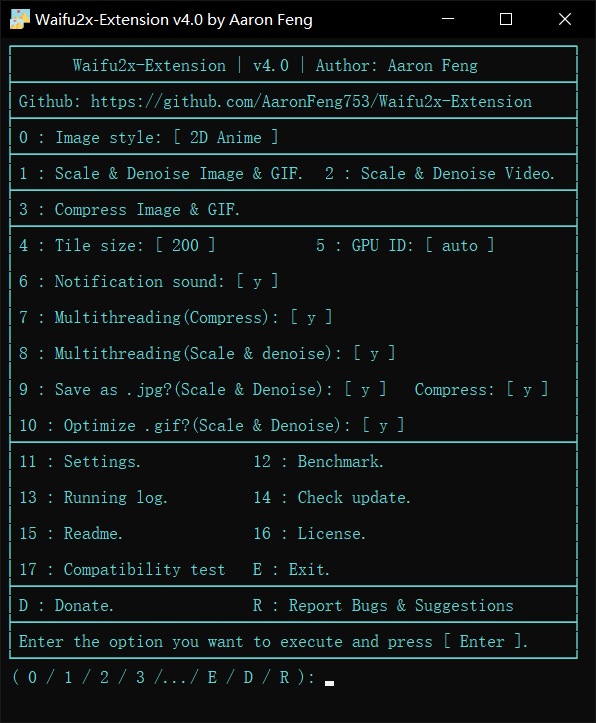 Waifu2x-Extension v4.0 by Aaron Feng
Waifu2x-Extension | v4.0 | Author: Aaron Feng
Github: https://github.com/AaronFeng753/Waifu2x-Extension
0 : Image style: [ 2D Anime ]
1 : Scale & Denoise Image & GIF. 2 : Scale & Denoise Video.
3 : Compress Image & GIF.
4 : Tile size: [ 200 ] 5 : GPU ID: [ auto ]
6 : Notification sound: [ y ]
7 : Multithreading(Compress): [ y ]
8 : Multithreading(Scale & denoise): [ y ]
9 : Save as .jpg?(Scale & Denoise): [ y ] Compress: [ y ]
10 : Optimize .gif?(Scale & Denoise): [ y ]
11 : Settings. 12 : Benchmark.
13 : Running log. 14 : Check update.
15 : Readme. 16 : License.
17 : Compatibility test E : Exit.
D : Donate. R : Report Bugs & Suggestions
Enter the option you want to execute and press [ Enter ].
( 0 / 1 / 2 / 3 /.../ E / D / R ):